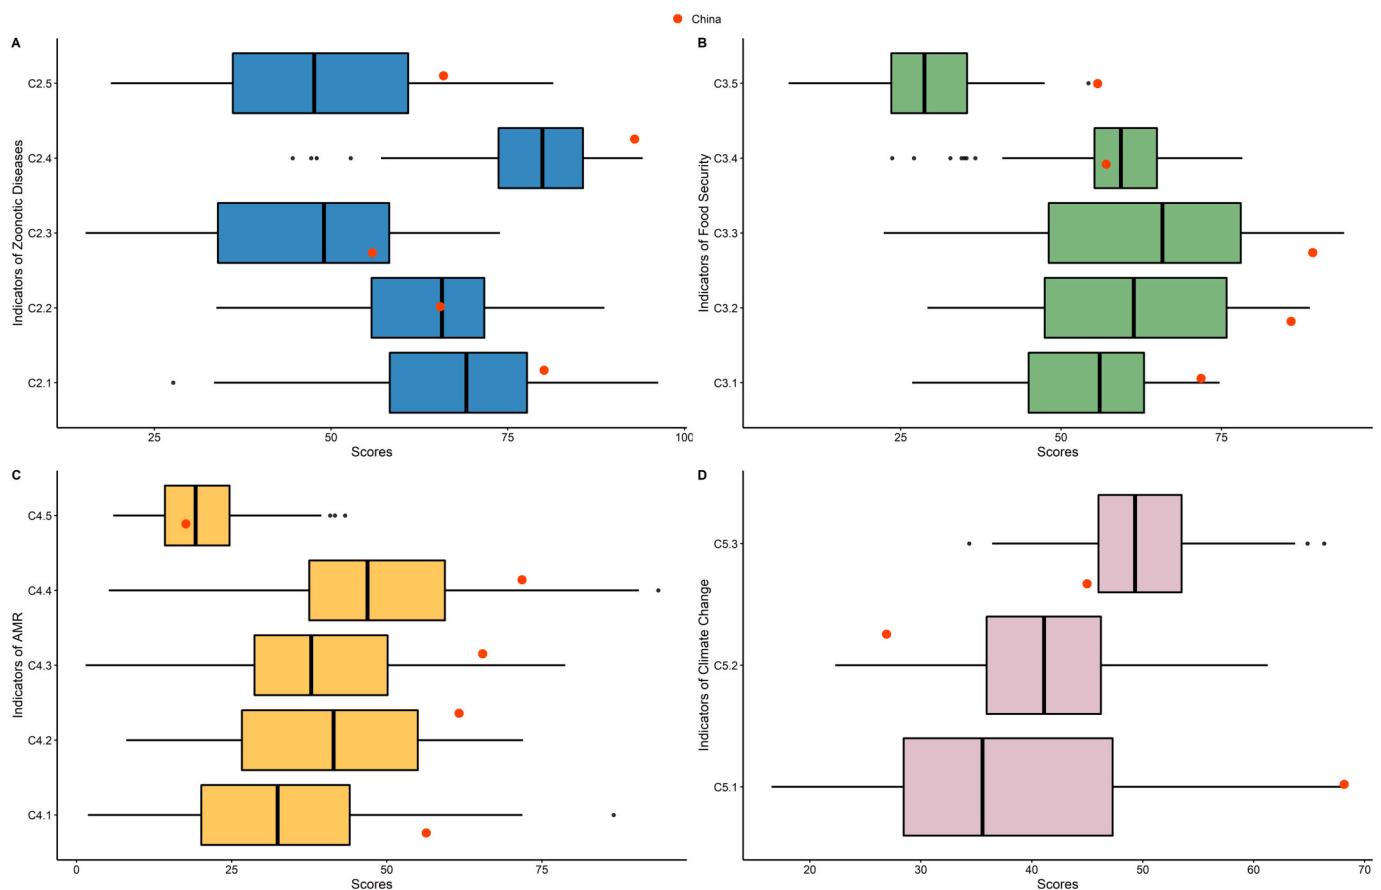 China
A
Indicators of Zoonotic Diseases
C2.5
C2.4
C2.3
C2.2
C2.1
25
50
75
100
Scores
B
Indicators of Food Security
C3.5
C3.4
C3.3
C3.2
C3.1
25
50
75
Scores
C
Indicators of AMR
C4.5
C4.4
C4.3
C4.2
C4.1
0
25
50
75
Scores
D
Indicators of Climate Change
C5.3
C5.2
C5.1
20
30
40
50
60
70
Scores